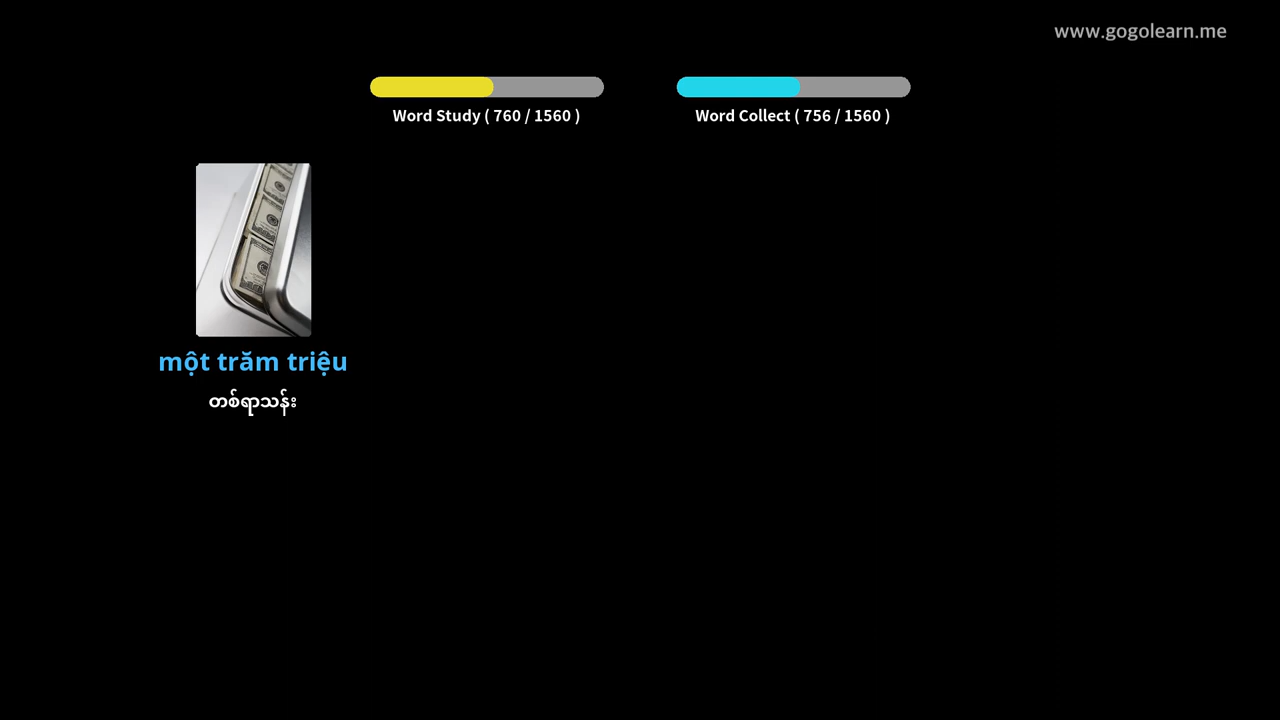 www.gogolearn.me
Word Study ( 760 / 1560 )
Word Collect ( 756 / 1560 )
một trăm triệu
တစ်ရာသန်း